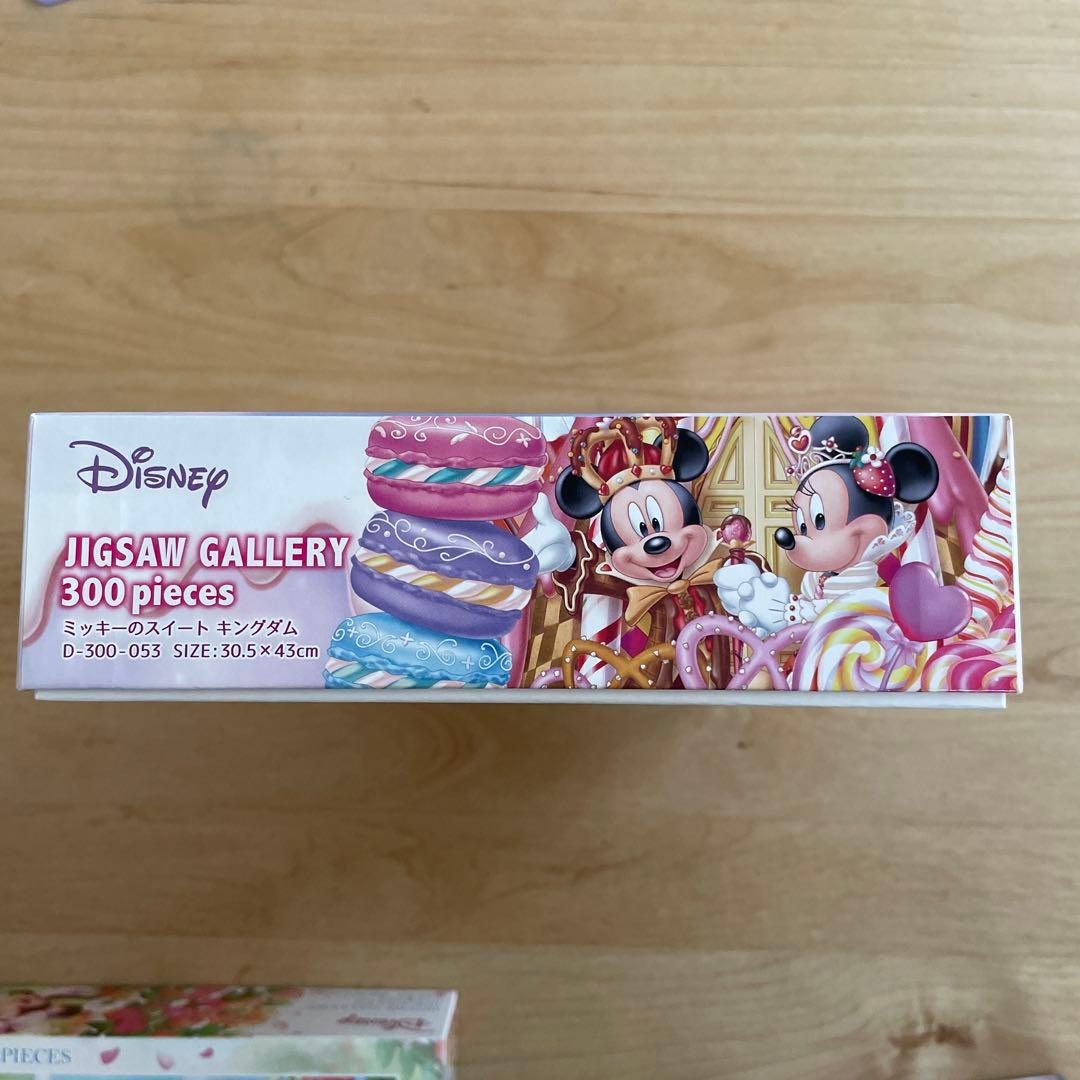 Disney
JIGSAW GALLERY
300 pieces
ミッキーのスイート キングダム
D-300-053 SIZE:30.5×43cm
Disney
PIECES